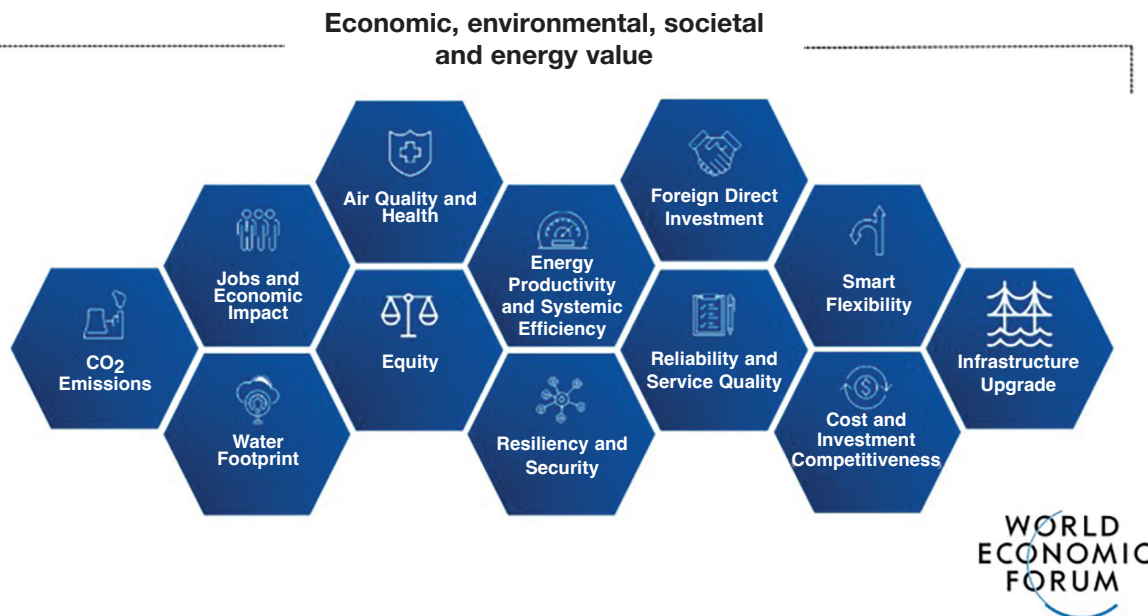 Economic, environmental, societal
and energy value
Air Quality and
Health
Foreign Direct
Investment
Jobs and
Economic
Impact
Energy
Productivity
and Systemic
Efficiency
Smart
Flexibility
CO2
Emissions
Equity
Reliability and
Service Quality
Infrastructure
Upgrade
Water
Footprint
Resiliency and
Security
Cost and
Investment
Competitiveness
$
WORLD
ECONOMIC
FORUM